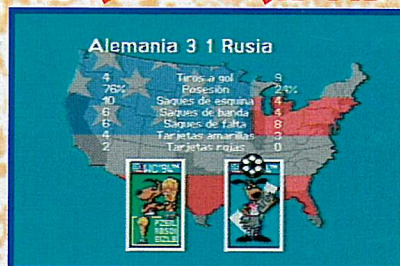 Alemania 3 1 Rusia
4 Tiros a gol 9
76% Posesión 24%
10 Saques de esquina 4
6 Saques de banda 4
6 Saques de falta 8
4 Tarjetas amarillas 3
2 Tarjetas rojas 0